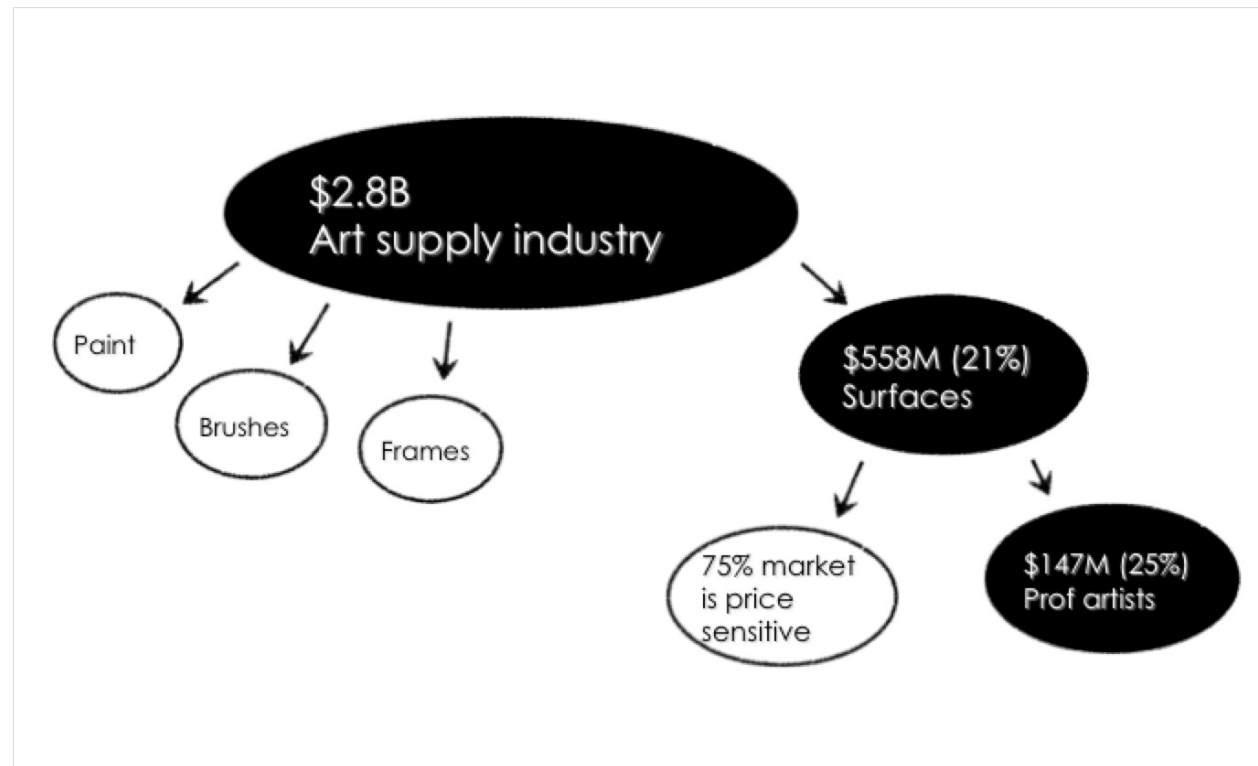 $2.8B
Art supply industry
Paint
Brushes
Frames
$558M (21%)
Surfaces
75% market
is price
sensitive
$147M (25%)
Prof artists